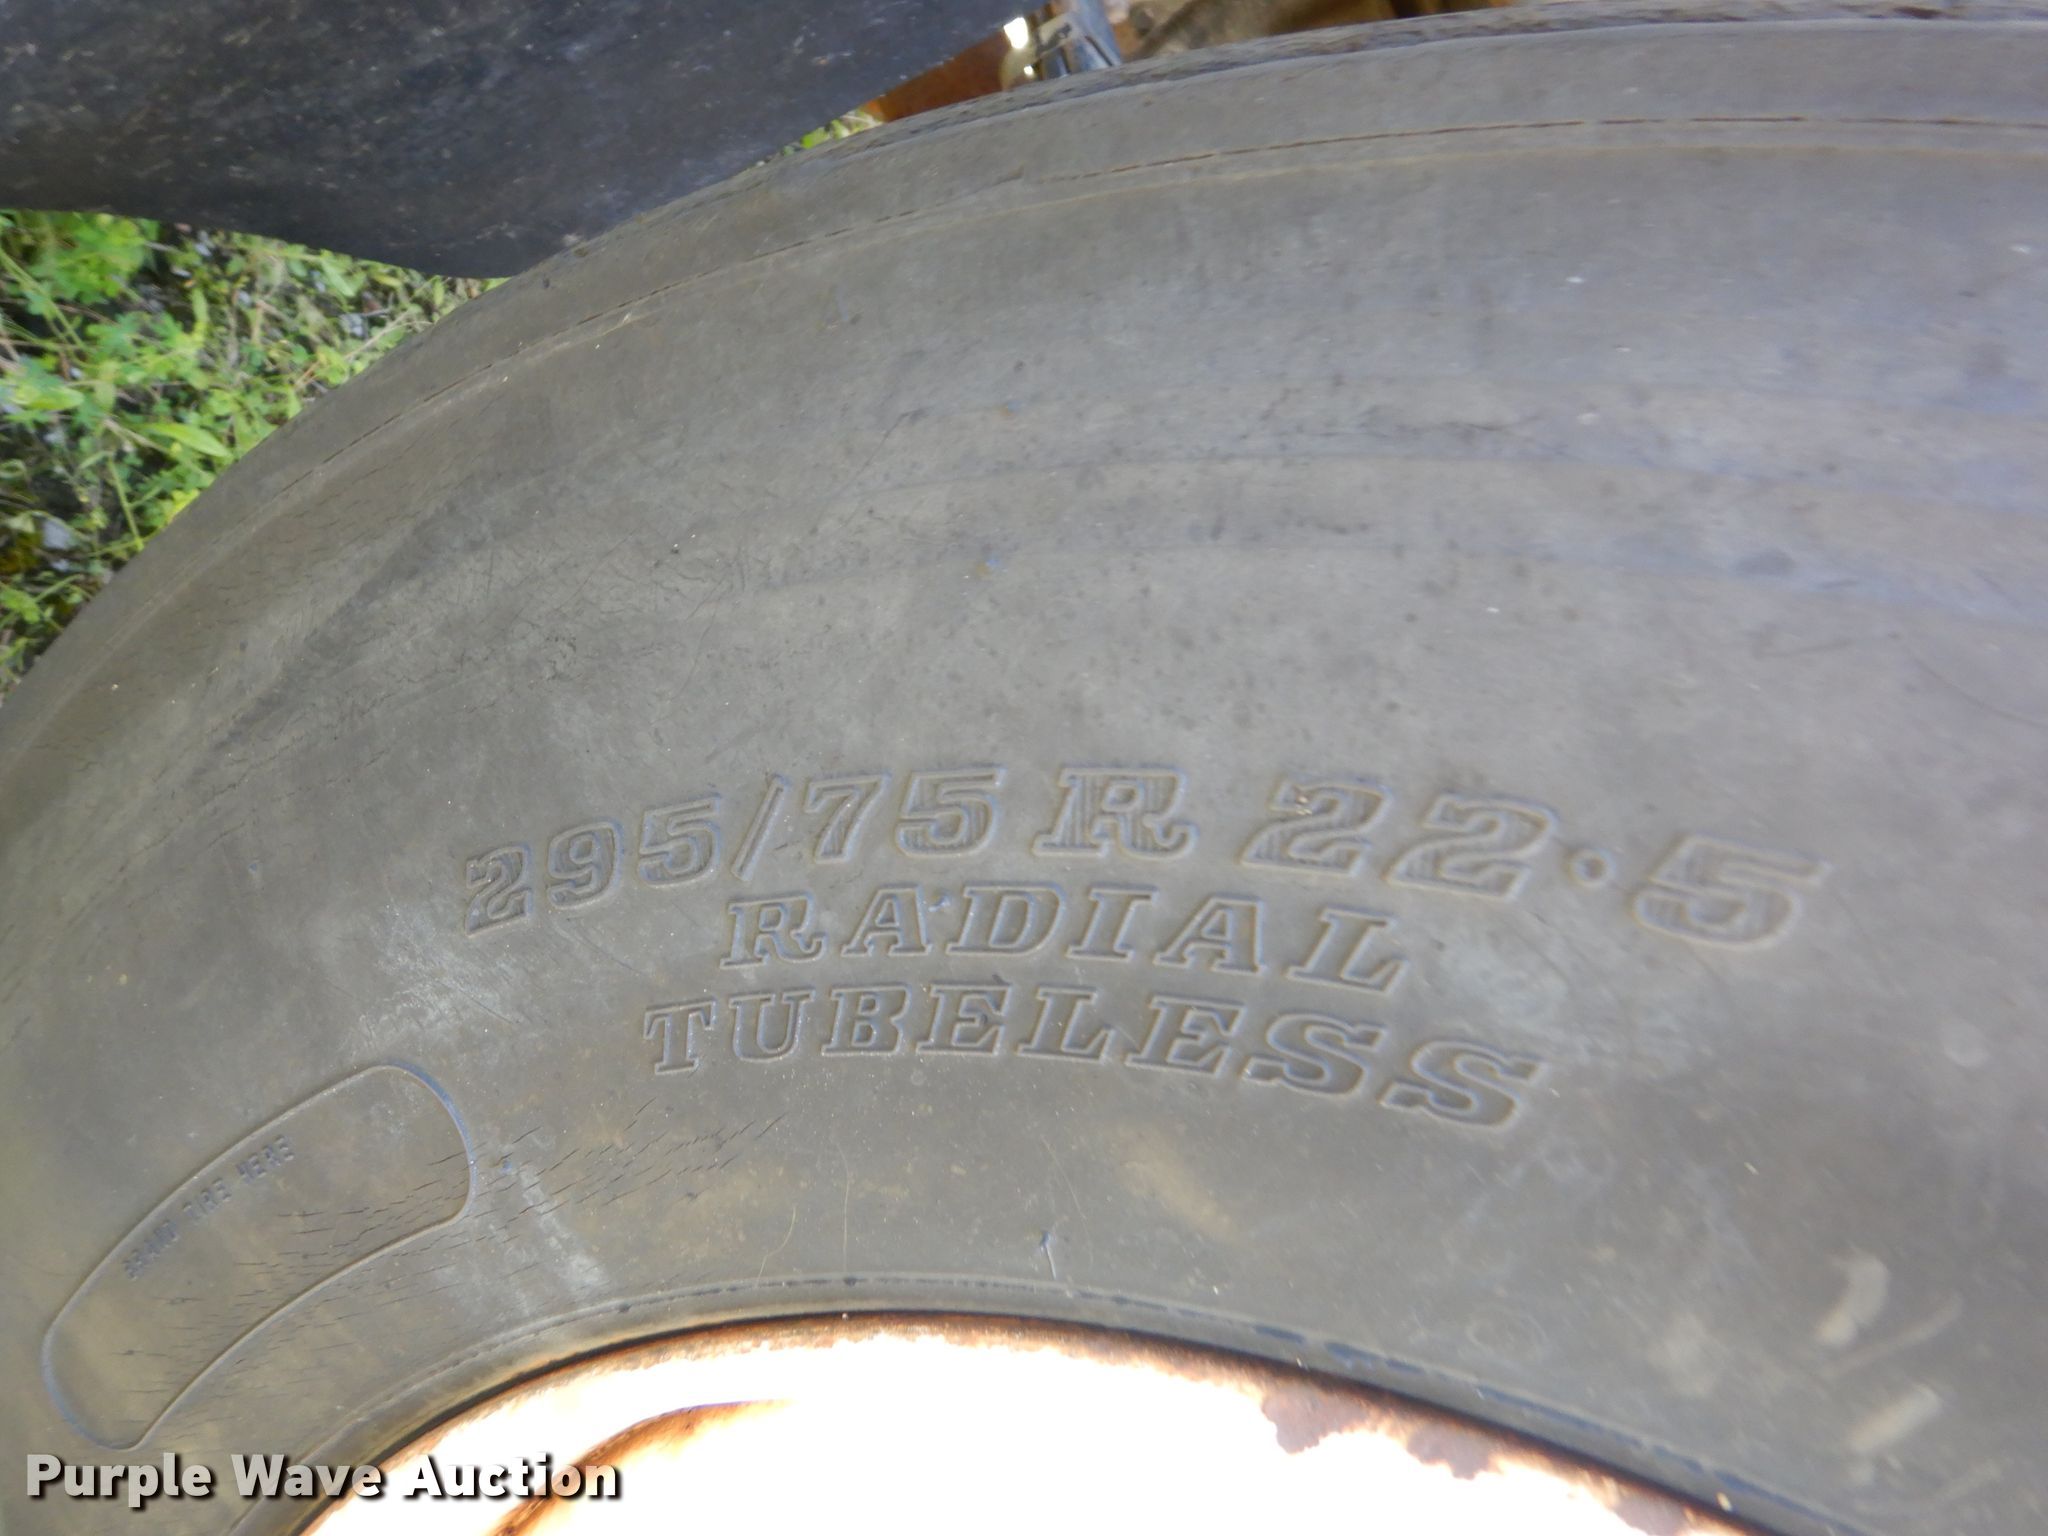 295/75 R 22.5
RADIAL
TUBELESS
BRAND TIRE HERE
Purple Wave Auction